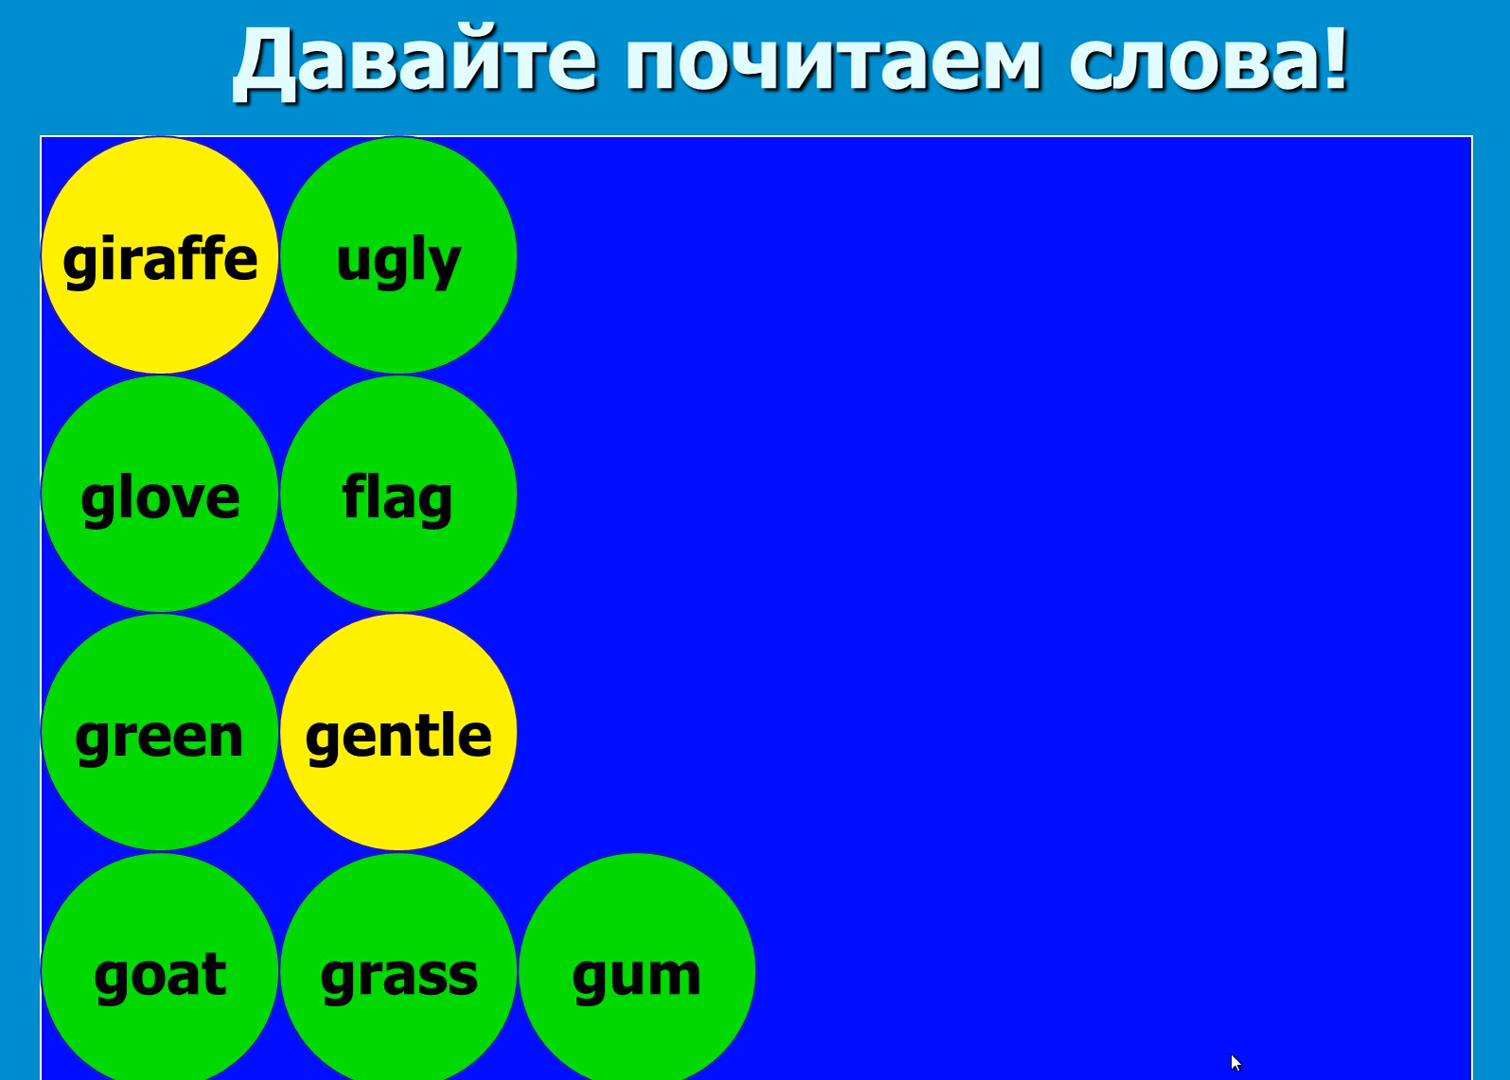 Давайте почитаем слова!
giraffe ugly
glove flag
green gentle
goat grass gum